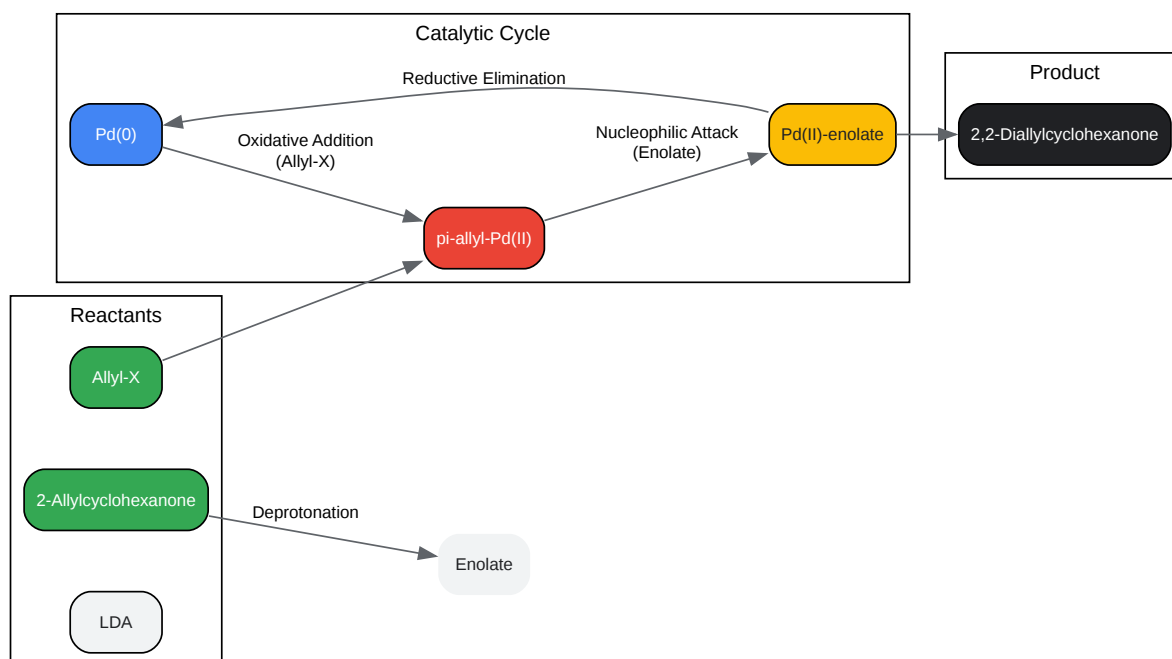 Catalytic Cycle
Product
Reductive Elimination
Pd(0)
Oxidative Addition
(Allyl-X)
Nucleophilic Attack
(Enolate)
Pd(II)-enolate
2,2-Diallylcyclohexanone
pi-allyl-Pd(II)
Reactants
Allyl-X
2-Allylcyclohexanone
Deprotonation
Enolate
LDA